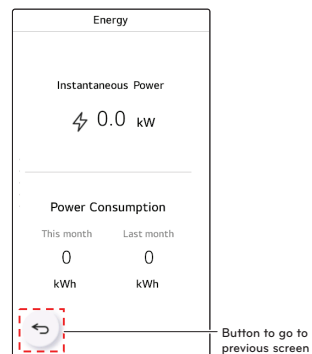 Energy
Instantaneous Power
0.0 kW
Power Consumption
This month Last month
0 0
kWh kWh
Button to go to
previous screen